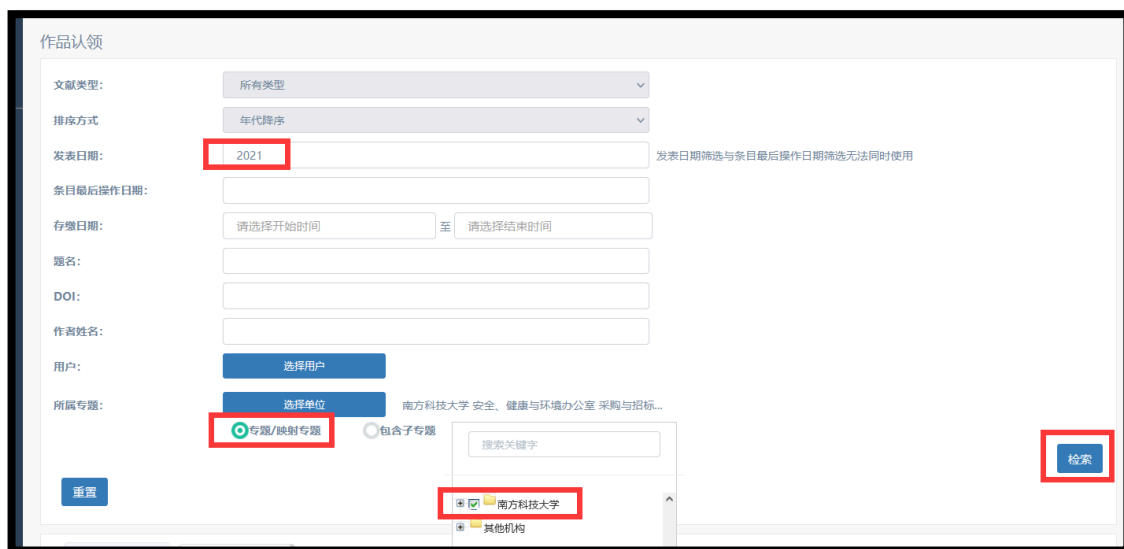 作品认领
文献类型: 所有类型
排序方式 年代降序
发表日期: 2021 发表日期筛选与条目最后操作日期筛选无法同时使用
条目最后操作日期:
存缴日期: 请选择开始时间 至 请选择结束时间
题名:
DOI:
作者姓名:
用户: 选择用户
所属专题: 选择单位 南方科技大学 安全、健康与环境办公室 采购与招标...
专题/映射专题 包含子专题
搜索关键字
检索
重置
南方科技大学
其他机构